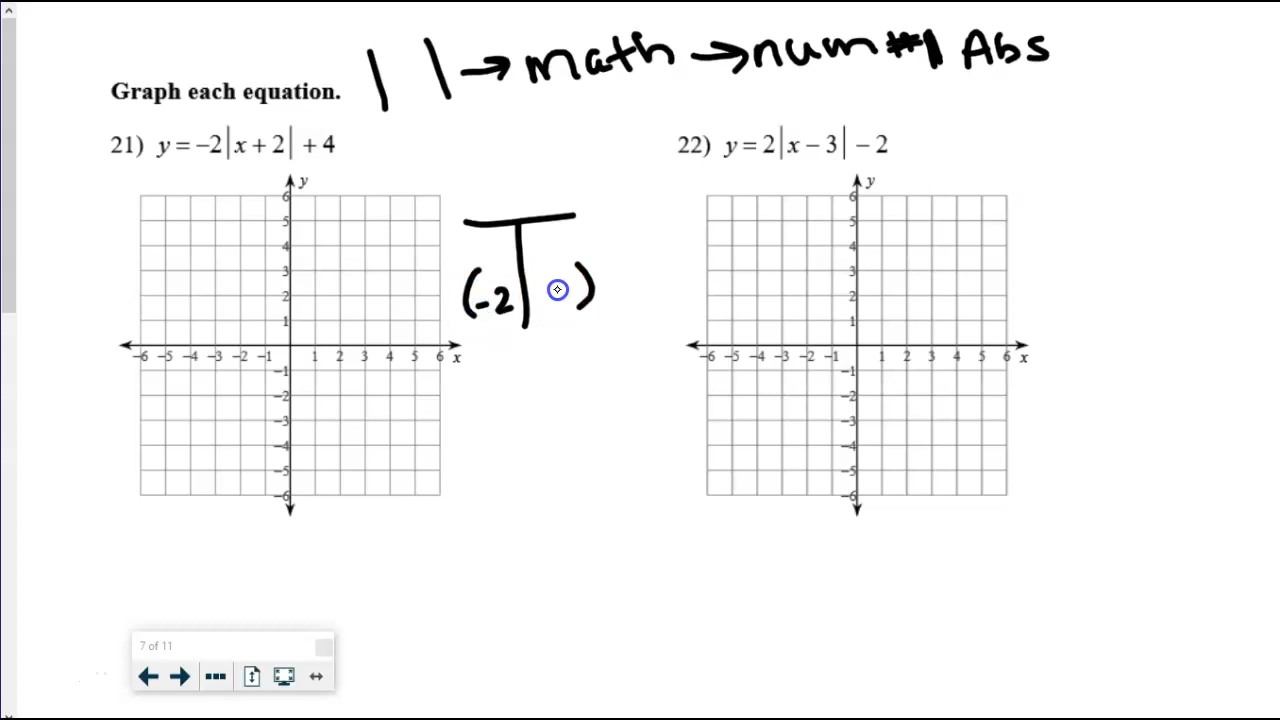 | | → math → num #1 Abs
Graph each equation.
21) y = −2|x + 2| + 4
22) y = 2|x − 3| − 2
y
6
5
4
3
2
1
−6 −5 −4 −3 −2 −1 1 2 3 4 5 6 x
−1
−2
−3
−4
−5
−6
(-2 | )
y
6
5
4
3
2
1
−6 −5 −4 −3 −2 −1 1 2 3 4 5 6 x
−1
−2
−3
−4
−5
−6
7 of 11